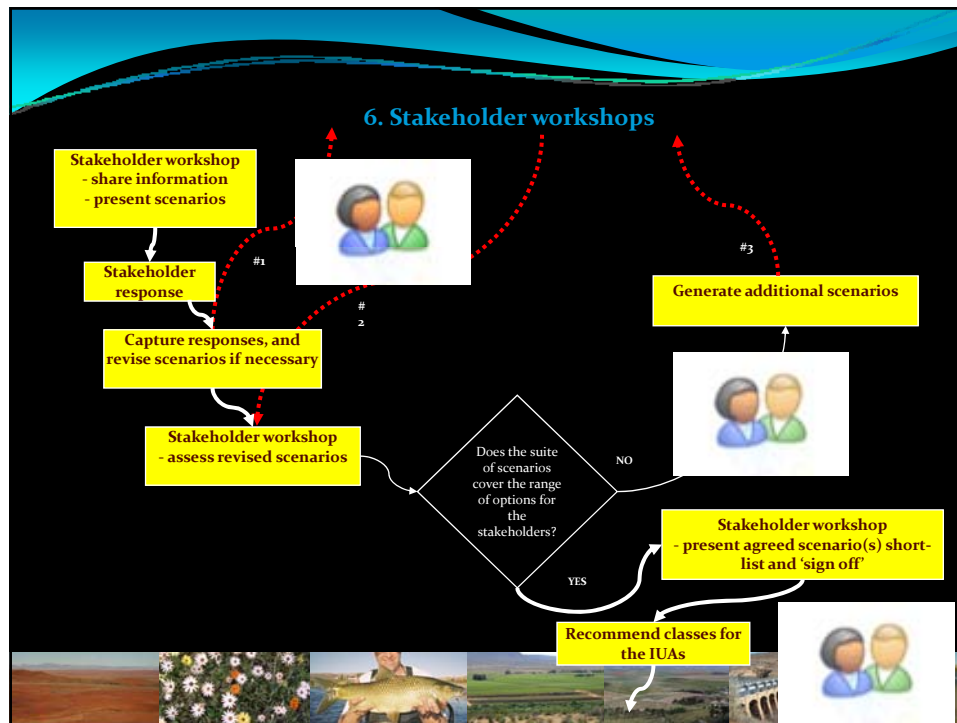 6. Stakeholder workshops
Stakeholder workshop
- share information
- present scenarios
#1
Stakeholder
response
#
2
Capture responses, and
revise scenarios if necessary
Stakeholder workshop
- assess revised scenarios
Does the suite
of scenarios
cover the range
of options for
the
stakeholders?
NO
#3
Generate additional scenarios
YES
Stakeholder workshop
- present agreed scenario(s) short-
list and ‘sign off’
Recommend classes for
the IUAs